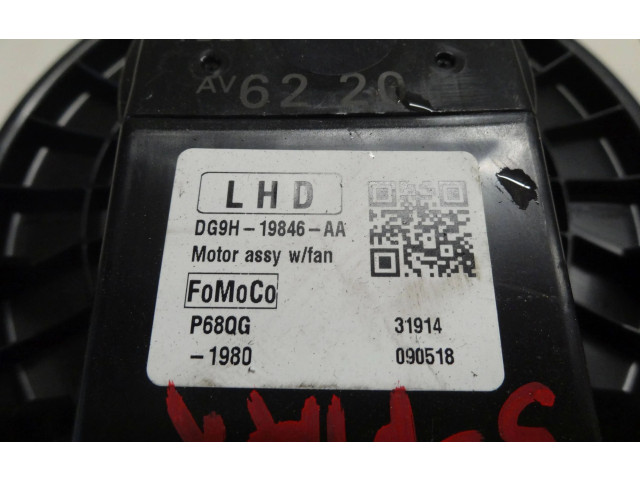 AV 62 20
LHD
DG9H-19846-AA
Motor assy w/fan
FoMoCo
P68QG 31914
-1980 090518